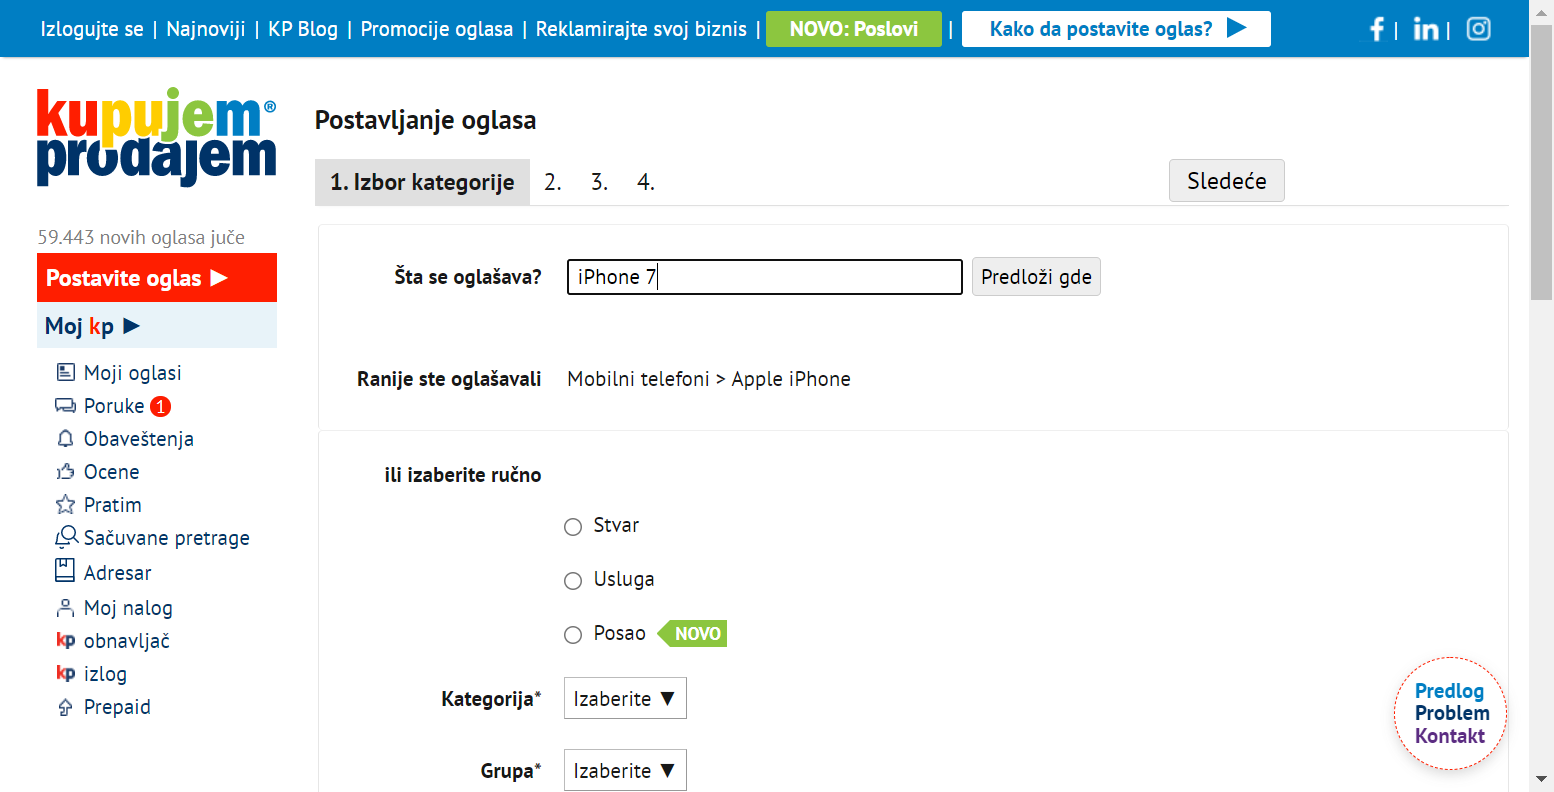 Izlogujte se | Najnoviji | KP Blog | Promocije oglasa | Reklamirajte svoj biznis | NOVO: Poslovi | Kako da postavite oglas? ▶ | |
kupujem®
prodajem
59.443 novih oglasa juče
Postavite oglas ▶
Moj kp ▶
Moji oglasi
Poruke 1
Obaveštenja
Ocene
Pratim
Sačuvane pretrage
Adresar
Moj nalog
kp obnavljač
kp izlog
Prepaid
Postavljanje oglasa
1. Izbor kategorije 2. 3. 4. Sledeće
Šta se oglašava? iPhone 7 Predloži gde
Ranije ste oglašavali Mobilni telefoni > Apple iPhone
ili izaberite ručno
Stvar
Usluga
Posao NOVO
Kategorija* Izaberite ▼
Grupa* Izaberite ▼
Predlog
Problem
Kontakt